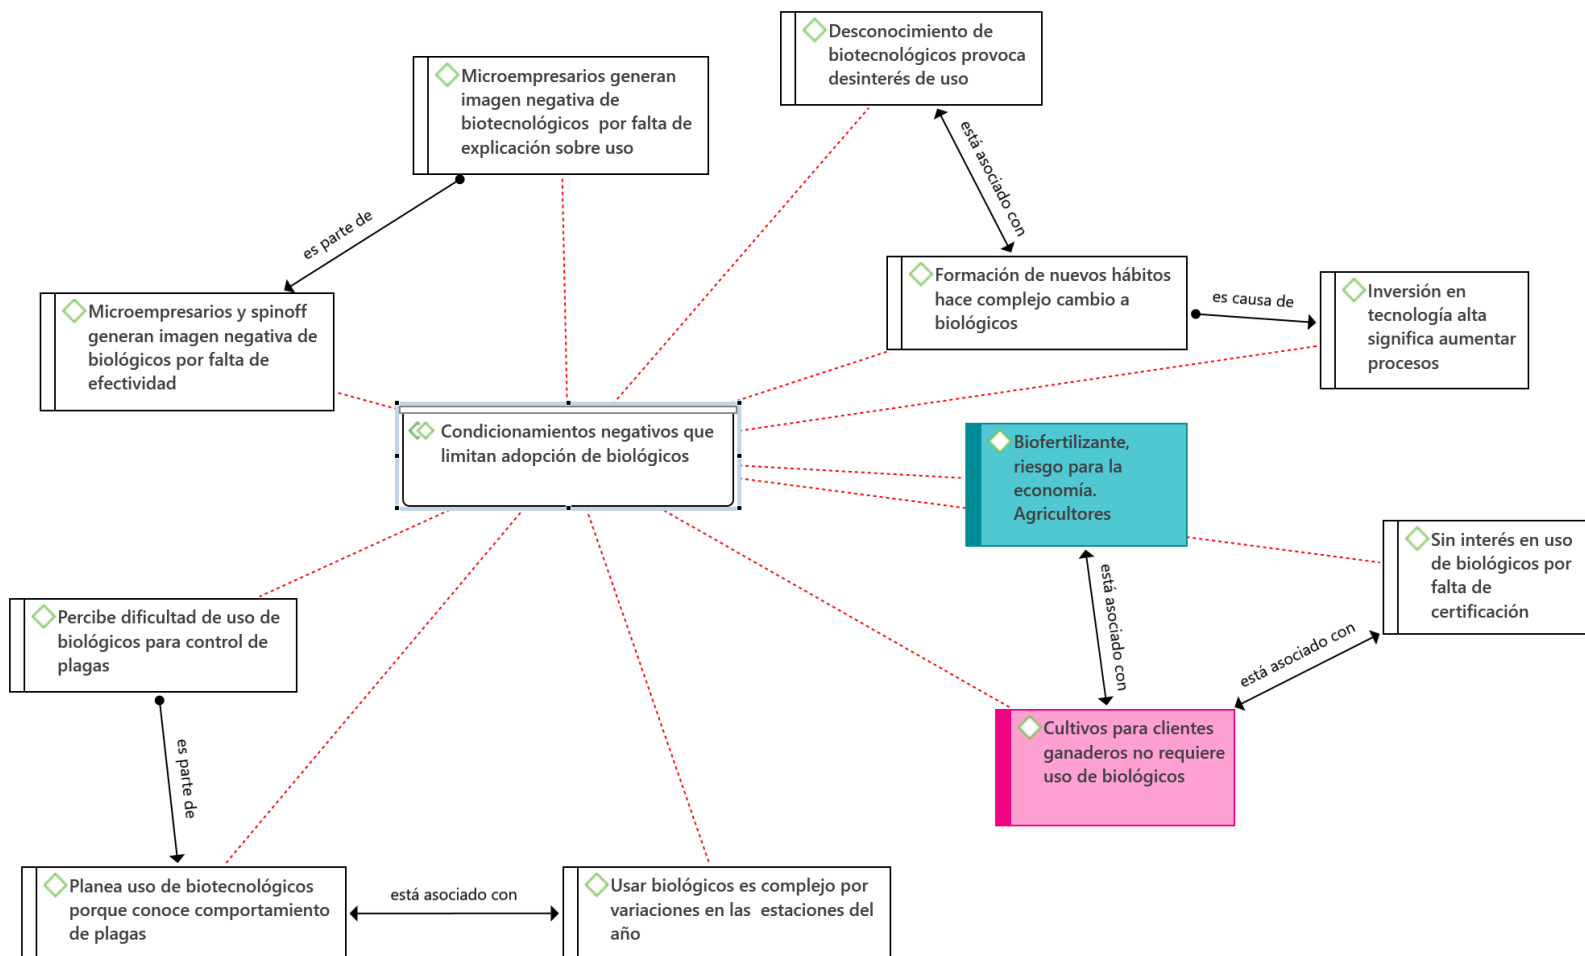 Desconocimiento de
biotecnológicos provoca
desinterés de uso
Microempresarios generan
imagen negativa de
biotecnológicos por falta de
explicación sobre uso
está asociado con
es parte de
Formación de nuevos hábitos
hace complejo cambio a
biológicos
es causa de
Inversión en
tecnología alta
significa aumentar
procesos
Microempresarios y spinoff
generan imagen negativa de
biológicos por falta de
efectividad
Condicionamientos negativos que
limitan adopción de biológicos
Biofertilizante,
riesgo para la
economía.
Agricultores
Sin interés en uso
de biológicos por
falta de
certificación
está asociado con
está asociado con
Percibe dificultad de uso de
biológicos para control de
plagas
Cultivos para clientes
ganaderos no requiere
uso de biológicos
es parte de
Planea uso de biotecnológicos
porque conoce comportamiento
de plagas
está asociado con
Usar biológicos es complejo por
variaciones en las estaciones del
año